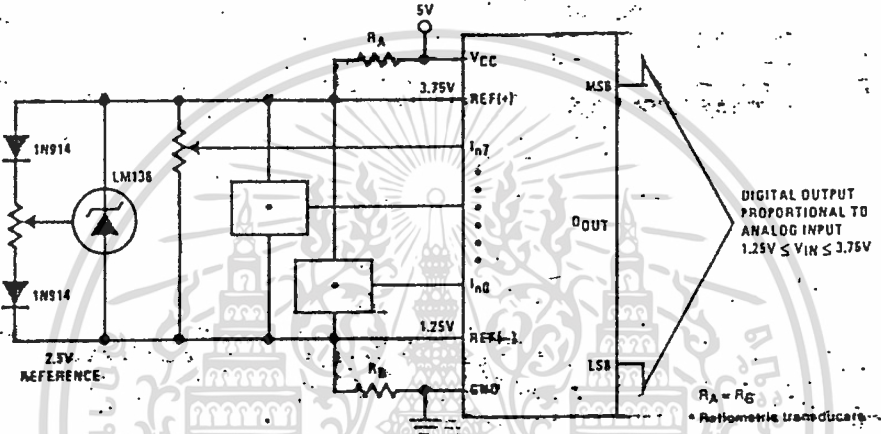 5V
RA
VCC
MSB
3.75V
REF(+)
1N914
In7
LM136
DOUT
DIGITAL OUTPUT
PROPORTIONAL TO
ANALOG INPUT
1.25V ≤ VIN ≤ 3.75V
1N914
In0
1.25V
REF(-)
2.5V
REFERENCE
RB
LSB
GND
RA = RB
* Ratiometric transducers